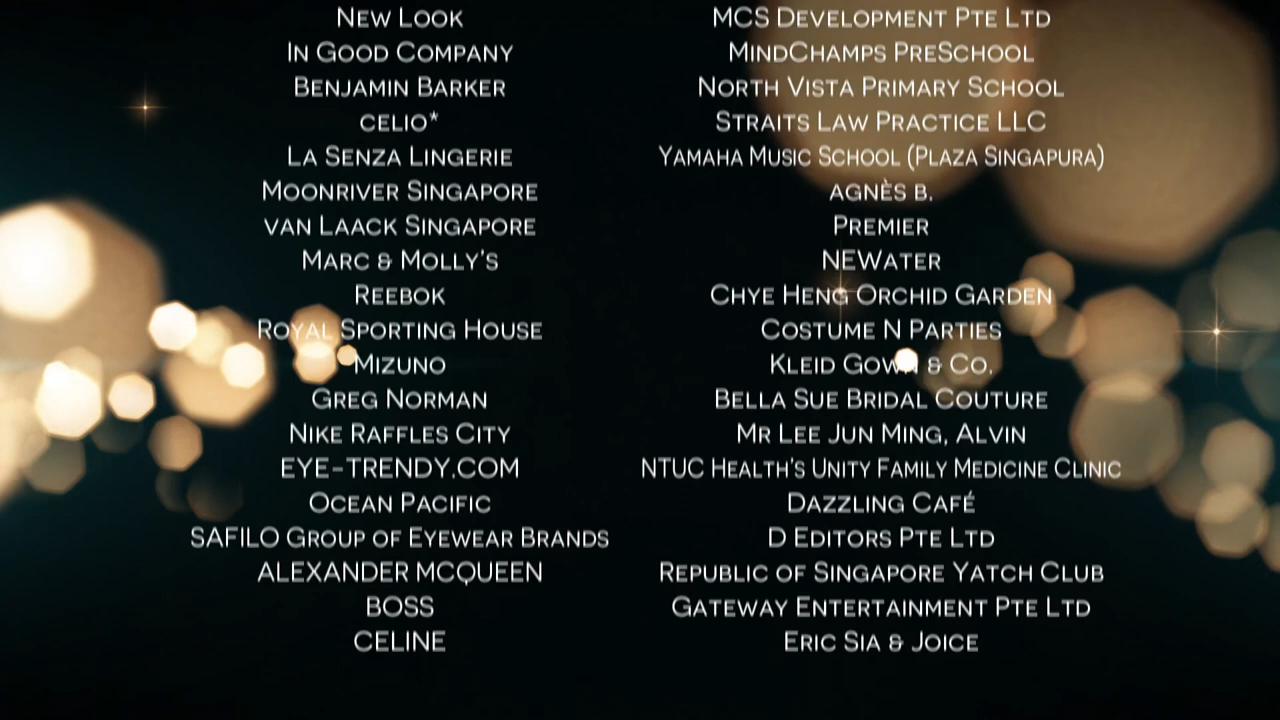 New Look
In Good Company
Benjamin Barker
celio*
La Senza Lingerie
Moonriver Singapore
van Laack Singapore
Marc & Molly's
Reebok
Royal Sporting House
Mizuno
Greg Norman
Nike Raffles City
EYE-TRENDY.COM
Ocean Pacific
SAFILO Group of Eyewear Brands
ALEXANDER MCQUEEN
BOSS
CELINE
MCS Development Pte Ltd
MindChamps PreSchool
North Vista Primary School
Straits Law Practice LLC
Yamaha Music School (Plaza Singapura)
agnès b.
Premier
NEWater
Chye Heng Orchid Garden
Costume N Parties
Kleid Gown & Co.
Bella Sue Bridal Couture
Mr Lee Jun Ming, Alvin
NTUC Health's Unity Family Medicine Clinic
Dazzling Café
D Editors Pte Ltd
Republic of Singapore Yatch Club
Gateway Entertainment Pte Ltd
Eric Sia & Joice